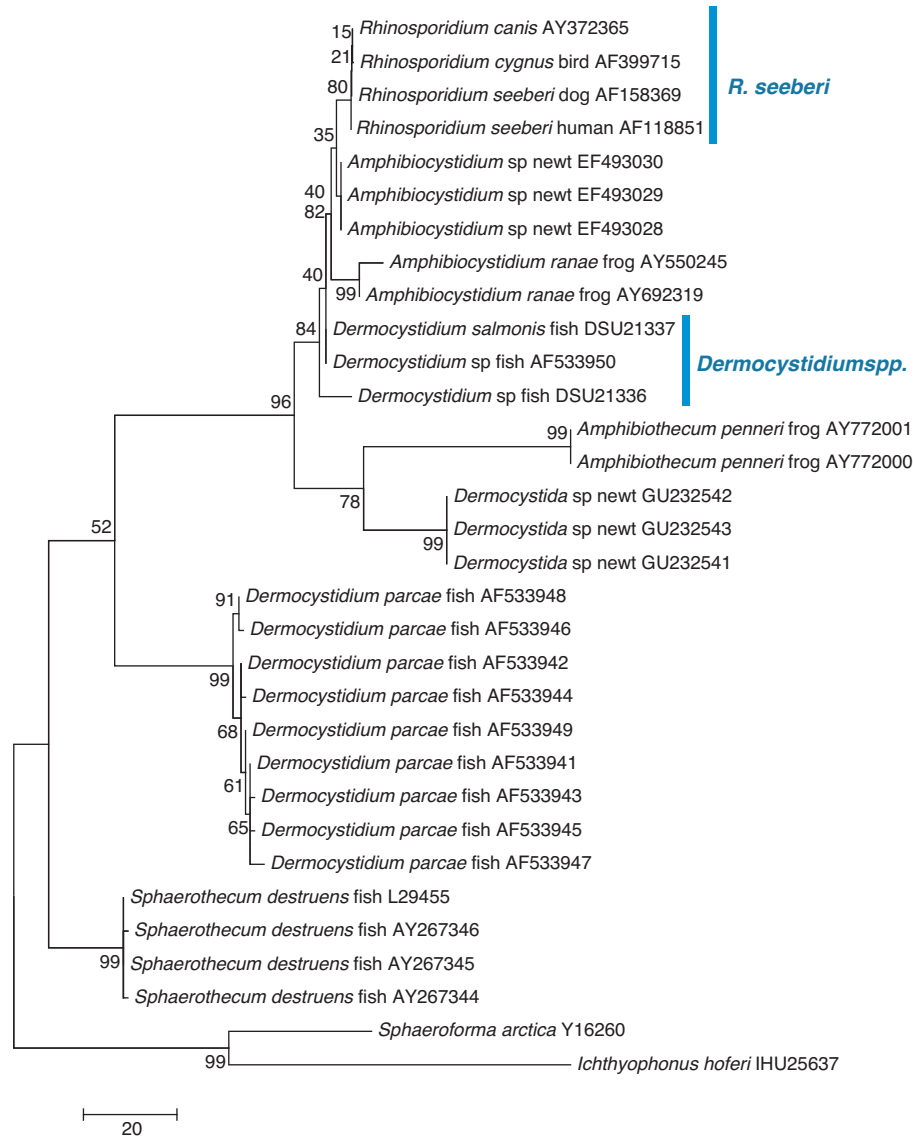 15
Rhinosporidium canis AY372365
21
Rhinosporidium cygnus bird AF399715
80
Rhinosporidium seeberi dog AF158369
R. seeberi
Rhinosporidium seeberi human AF118851
35
Amphibiocystidium sp newt EF493030
40
Amphibiocystidium sp newt EF493029
82
Amphibiocystidium sp newt EF493028
40
Amphibiocystidium ranae frog AY550245
99
Amphibiocystidium ranae frog AY692319
84
Dermocystidium salmonis fish DSU21337
Dermocystidium sp fish AF533950
Dermocystidiumspp.
Dermocystidium sp fish DSU21336
96
99
Amphibiothecum penneri frog AY772001
Amphibiothecum penneri frog AY772000
78
Dermocystida sp newt GU232542
52
Dermocystida sp newt GU232543
99
Dermocystida sp newt GU232541
91
Dermocystidium parcae fish AF533948
Dermocystidium parcae fish AF533946
99
Dermocystidium parcae fish AF533942
Dermocystidium parcae fish AF533944
68
Dermocystidium parcae fish AF533949
Dermocystidium parcae fish AF533941
61
Dermocystidium parcae fish AF533943
65
Dermocystidium parcae fish AF533945
Dermocystidium parcae fish AF533947
Sphaerothecum destruens fish L29455
Sphaerothecum destruens fish AY267346
99
Sphaerothecum destruens fish AY267345
Sphaerothecum destruens fish AY267344
Sphaeroforma arctica Y16260
99
Ichthyophonus hoferi IHU25637
20